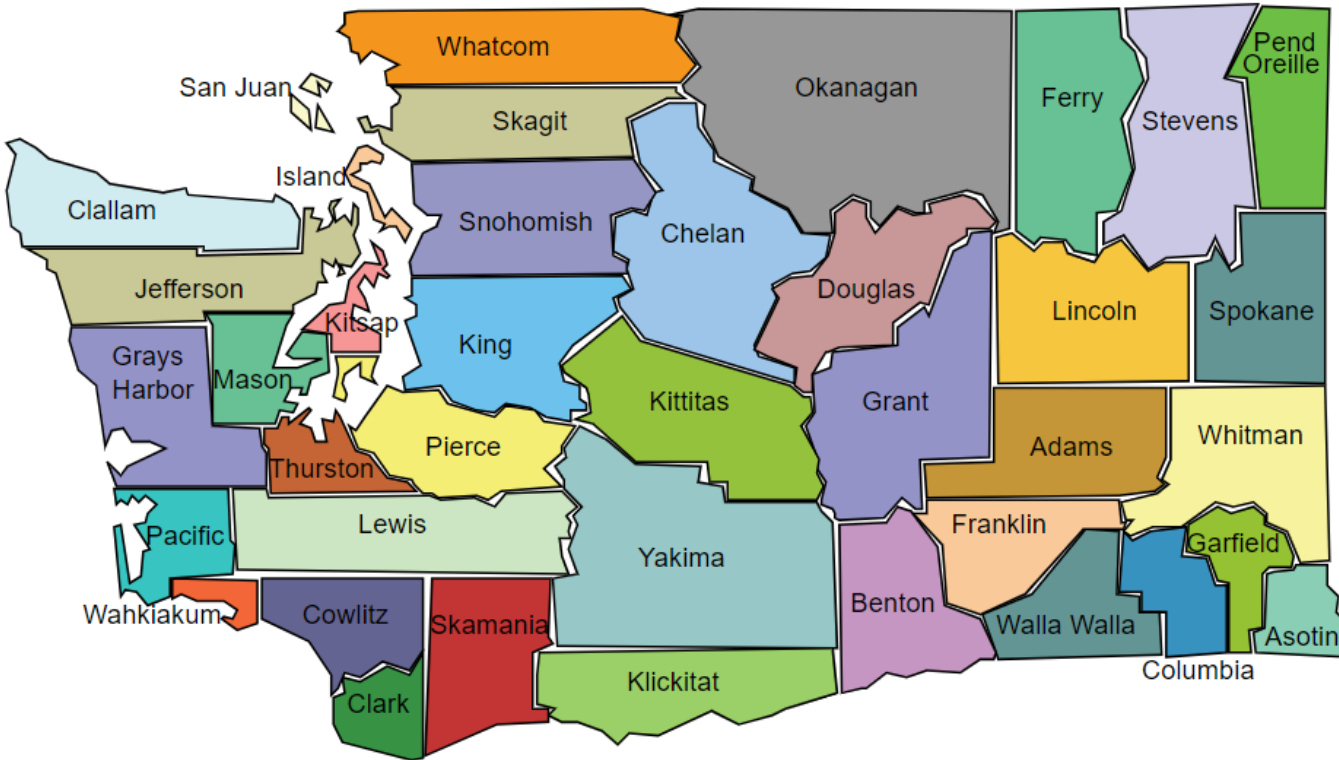 Whatcom
San Juan
Skagit
Okanagan
Ferry
Stevens
Pend
Oreille
Island
Clallam
Snohomish
Chelan
Jefferson
Kitsap
Douglas
Lincoln
Spokane
Grays
Harbor
Mason
King
Kittitas
Grant
Adams
Whitman
Thurston
Pierce
Pacific
Lewis
Yakima
Franklin
Garfield
Wahkiakum
Cowlitz
Skamania
Benton
Walla Walla
Columbia
Asotin
Clark
Klickitat